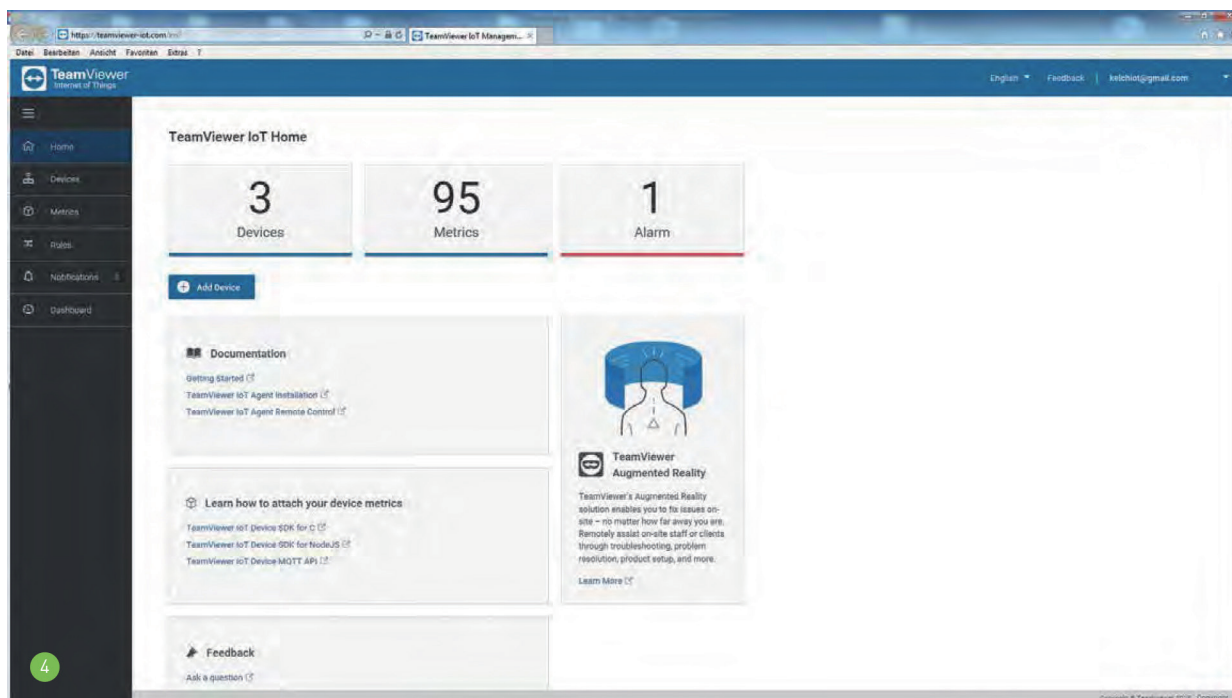 https://teamviewer-iot.com
TeamViewer IoT Managem...
Datei Bearbeiten Ansicht Favoriten Extras ?
TeamViewer
Internet of Things
English
Feedback
kelchiot@gmail.com
Home
Devices
Metrics
Rules
Notifications
Dashboard
TeamViewer IoT Home
3
Devices
95
Metrics
1
Alarm
Add Device
Documentation
Getting Started
TeamViewer IoT Agent Installation
TeamViewer IoT Agent Remote Control
Learn how to attach your device metrics
TeamViewer IoT Device SDK for C
TeamViewer IoT Device SDK for NodeJS
TeamViewer IoT Device MQTT API
Feedback
Ask a question
TeamViewer
Augmented Reality
TeamViewer's Augmented Reality
solution enables you to fix issues on-
site – no matter how far away you are.
Remotely assist on-site staff or clients
through troubleshooting, problem
resolution, product setup, and more.
Learn More
4